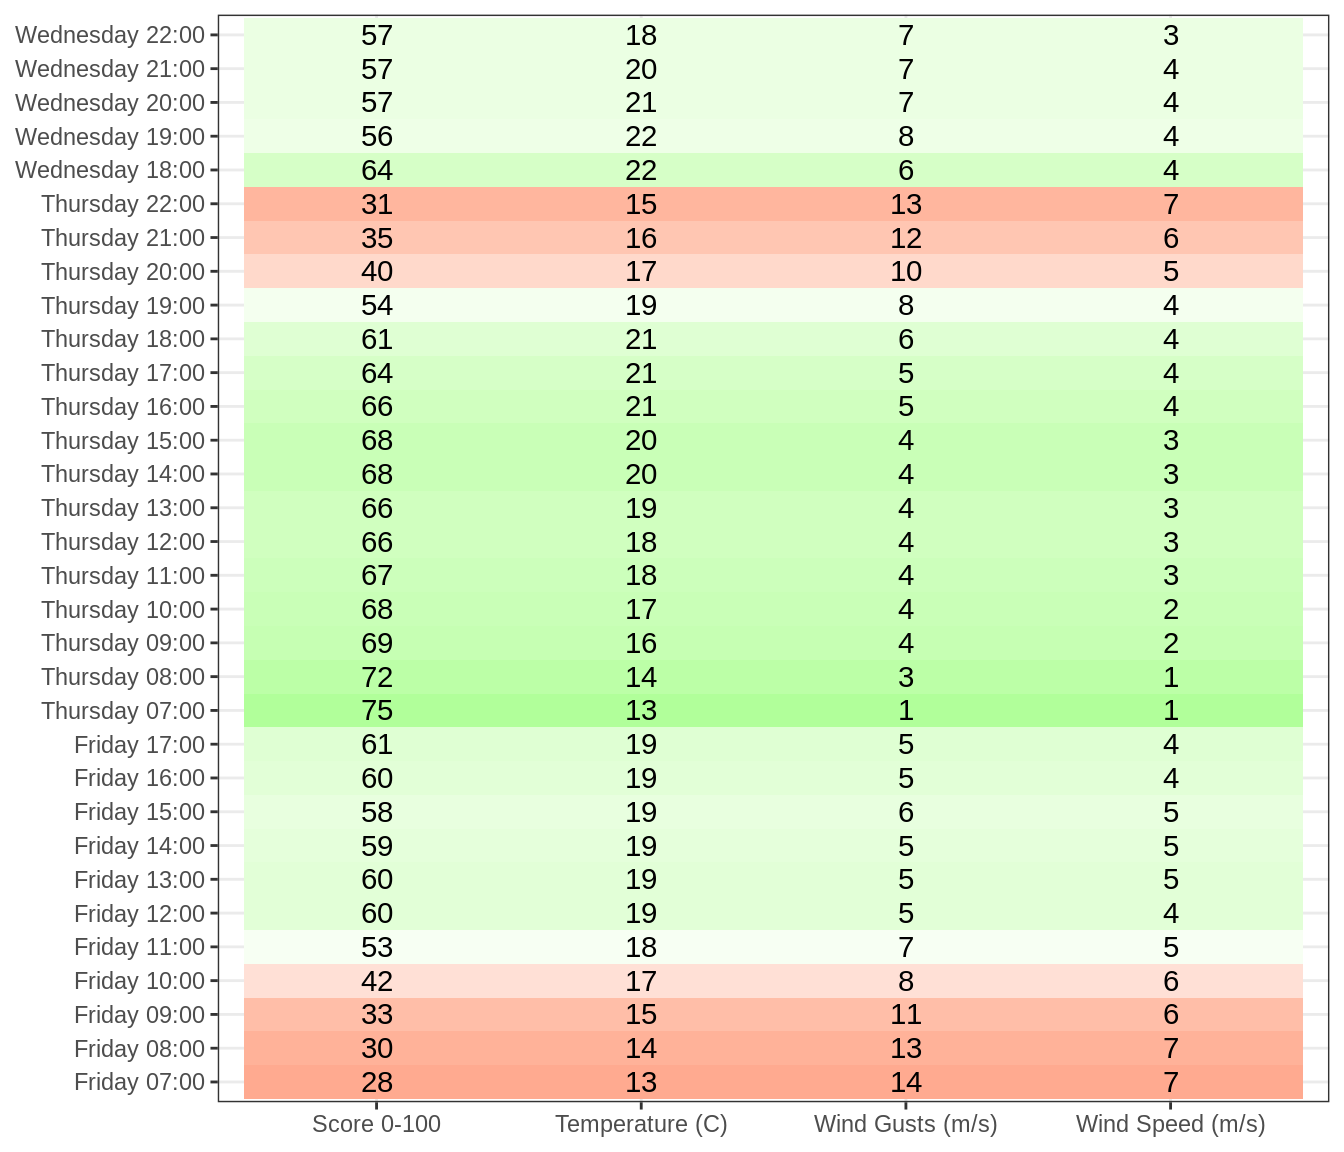 Wednesday 22:00 57 18 7 3
Wednesday 21:00 57 20 7 4
Wednesday 20:00 57 21 7 4
Wednesday 19:00 56 22 8 4
Wednesday 18:00 64 22 6 4
Thursday 22:00 31 15 13 7
Thursday 21:00 35 16 12 6
Thursday 20:00 40 17 10 5
Thursday 19:00 54 19 8 4
Thursday 18:00 61 21 6 4
Thursday 17:00 64 21 5 4
Thursday 16:00 66 21 5 4
Thursday 15:00 68 20 4 3
Thursday 14:00 68 20 4 3
Thursday 13:00 66 19 4 3
Thursday 12:00 66 18 4 3
Thursday 11:00 67 18 4 3
Thursday 10:00 68 17 4 2
Thursday 09:00 69 16 4 2
Thursday 08:00 72 14 3 1
Thursday 07:00 75 13 1 1
Friday 17:00 61 19 5 4
Friday 16:00 60 19 5 4
Friday 15:00 58 19 6 5
Friday 14:00 59 19 5 5
Friday 13:00 60 19 5 5
Friday 12:00 60 19 5 4
Friday 11:00 53 18 7 5
Friday 10:00 42 17 8 6
Friday 09:00 33 15 11 6
Friday 08:00 30 14 13 7
Friday 07:00 28 13 14 7
Score 0-100 Temperature (C) Wind Gusts (m/s) Wind Speed (m/s)